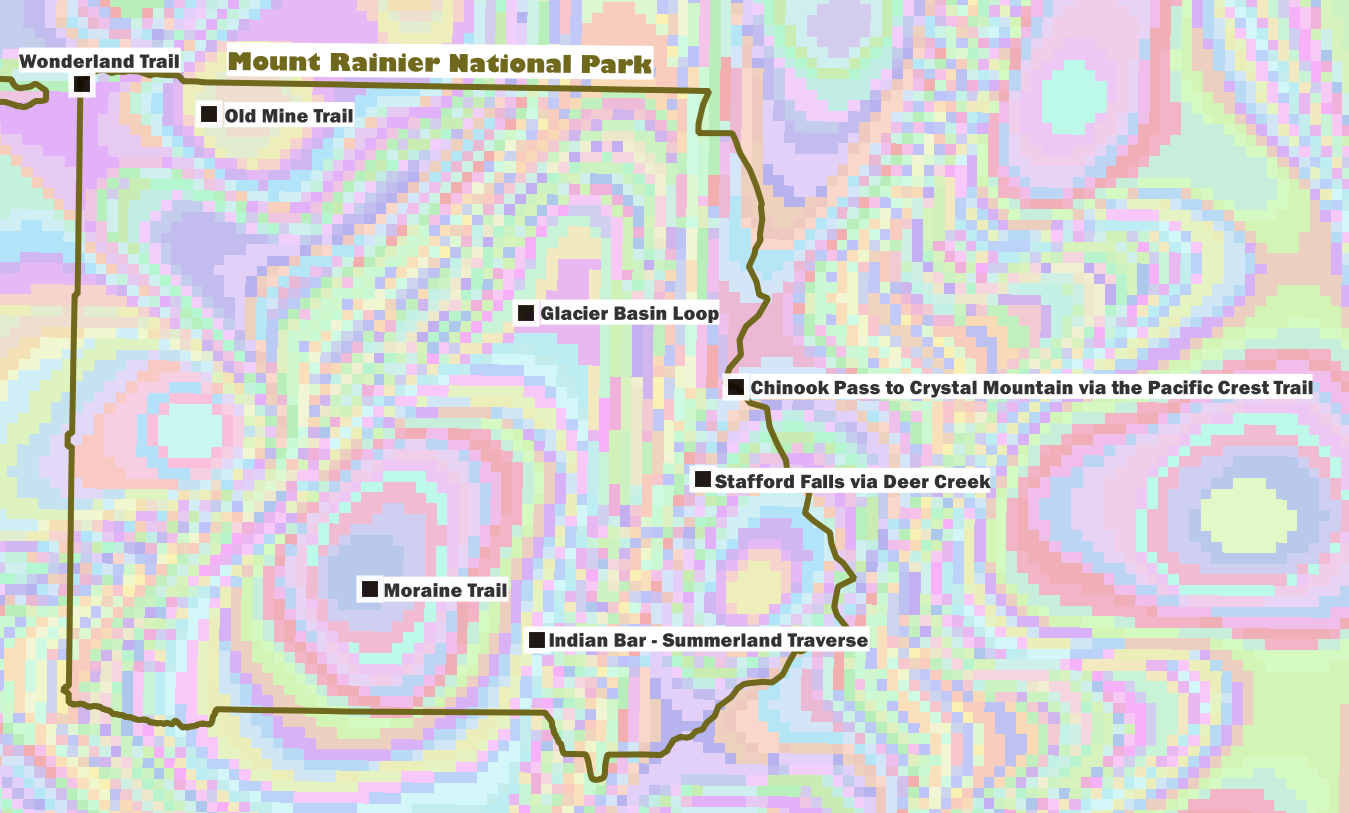 Wonderland Trail
Mount Rainier National Park
Old Mine Trail
Glacier Basin Loop
Chinook Pass to Crystal Mountain via the Pacific Crest Trail
Stafford Falls via Deer Creek
Moraine Trail
Indian Bar - Summerland Traverse